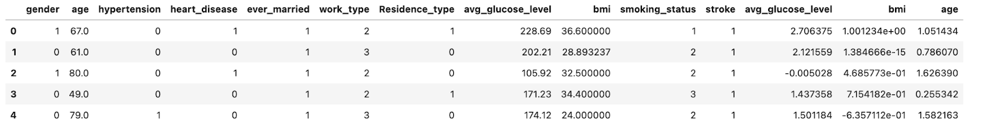 gender age hypertension heart_disease ever_married work_type Residence_type avg_glucose_level bmi smoking_status stroke avg_glucose_level bmi age
0 1 67.0 0 1 1 2 1 228.69 36.600000 1 1 2.706375 1.001234e+00 1.051434
1 0 61.0 0 0 1 3 0 202.21 28.893237 2 1 2.121559 1.384666e-15 0.786070
2 1 80.0 0 1 1 2 0 105.92 32.500000 2 1 -0.005028 4.685773e-01 1.626390
3 0 49.0 0 0 1 2 1 171.23 34.400000 3 1 1.437358 7.154182e-01 0.255342
4 0 79.0 1 0 1 3 0 174.12 24.000000 2 1 1.501184 -6.357112e-01 1.582163